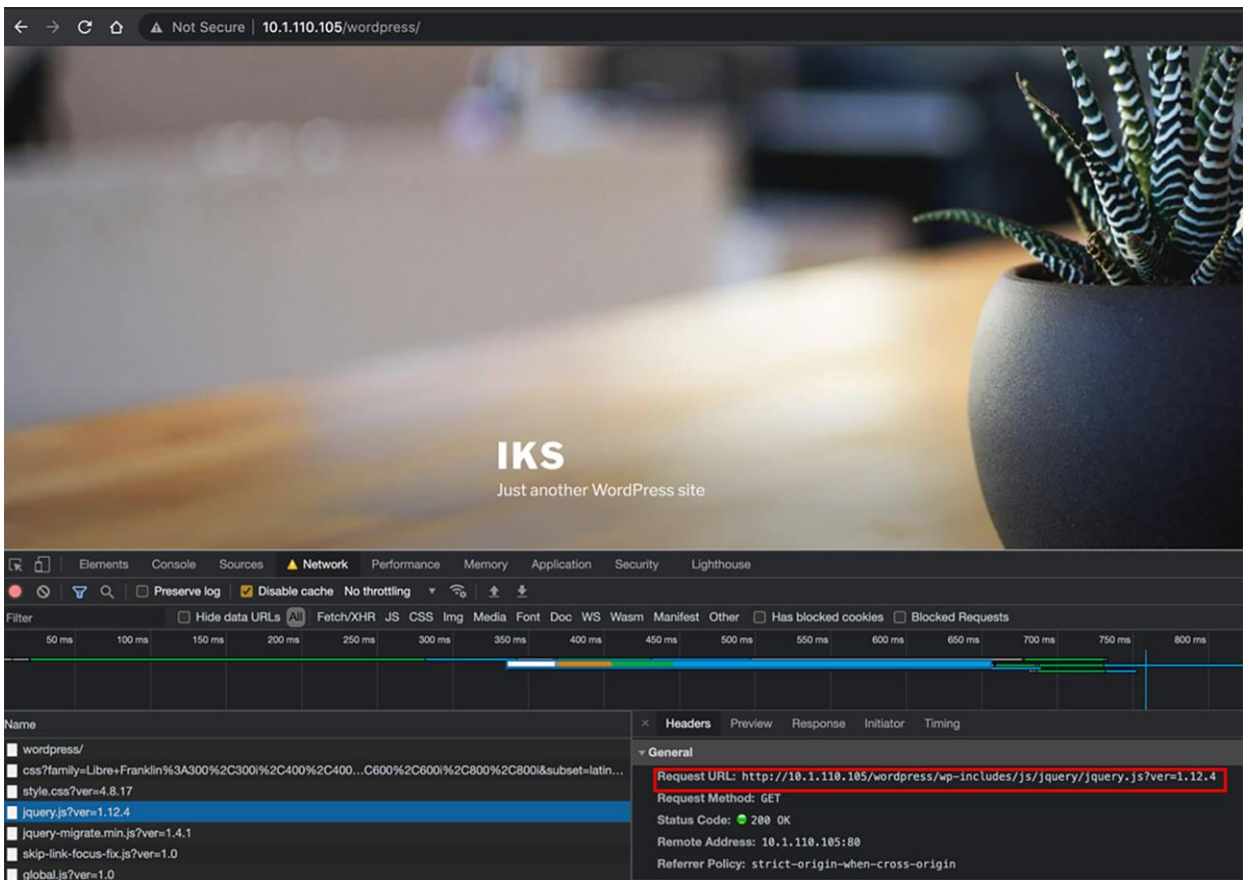 Not Secure | 10.1.110.105/wordpress/
IKS
Just another WordPress site
Elements Console Sources Network Performance Memory Application Security Lighthouse
Preserve log Disable cache No throttling
Filter Hide data URLs All Fetch/XHR JS CSS Img Media Font Doc WS Wasm Manifest Other Has blocked cookies Blocked Requests
50 ms 100 ms 150 ms 200 ms 250 ms 300 ms 350 ms 400 ms 450 ms 500 ms 550 ms 600 ms 650 ms 700 ms 750 ms 800 ms
Name
wordpress/
css?family=Libre+Franklin%3A300%2C300i%2C400%2C400...C600%2C600i%2C800%2C800i&subset=latin...
style.css?ver=4.8.17
jquery.js?ver=1.12.4
jquery-migrate.min.js?ver=1.4.1
skip-link-focus-fix.js?ver=1.0
global.js?ver=1.0
× Headers Preview Response Initiator Timing
General
Request URL: http://10.1.110.105/wordpress/wp-includes/js/jquery/jquery.js?ver=1.12.4
Request Method: GET
Status Code: 200 OK
Remote Address: 10.1.110.105:80
Referrer Policy: strict-origin-when-cross-origin